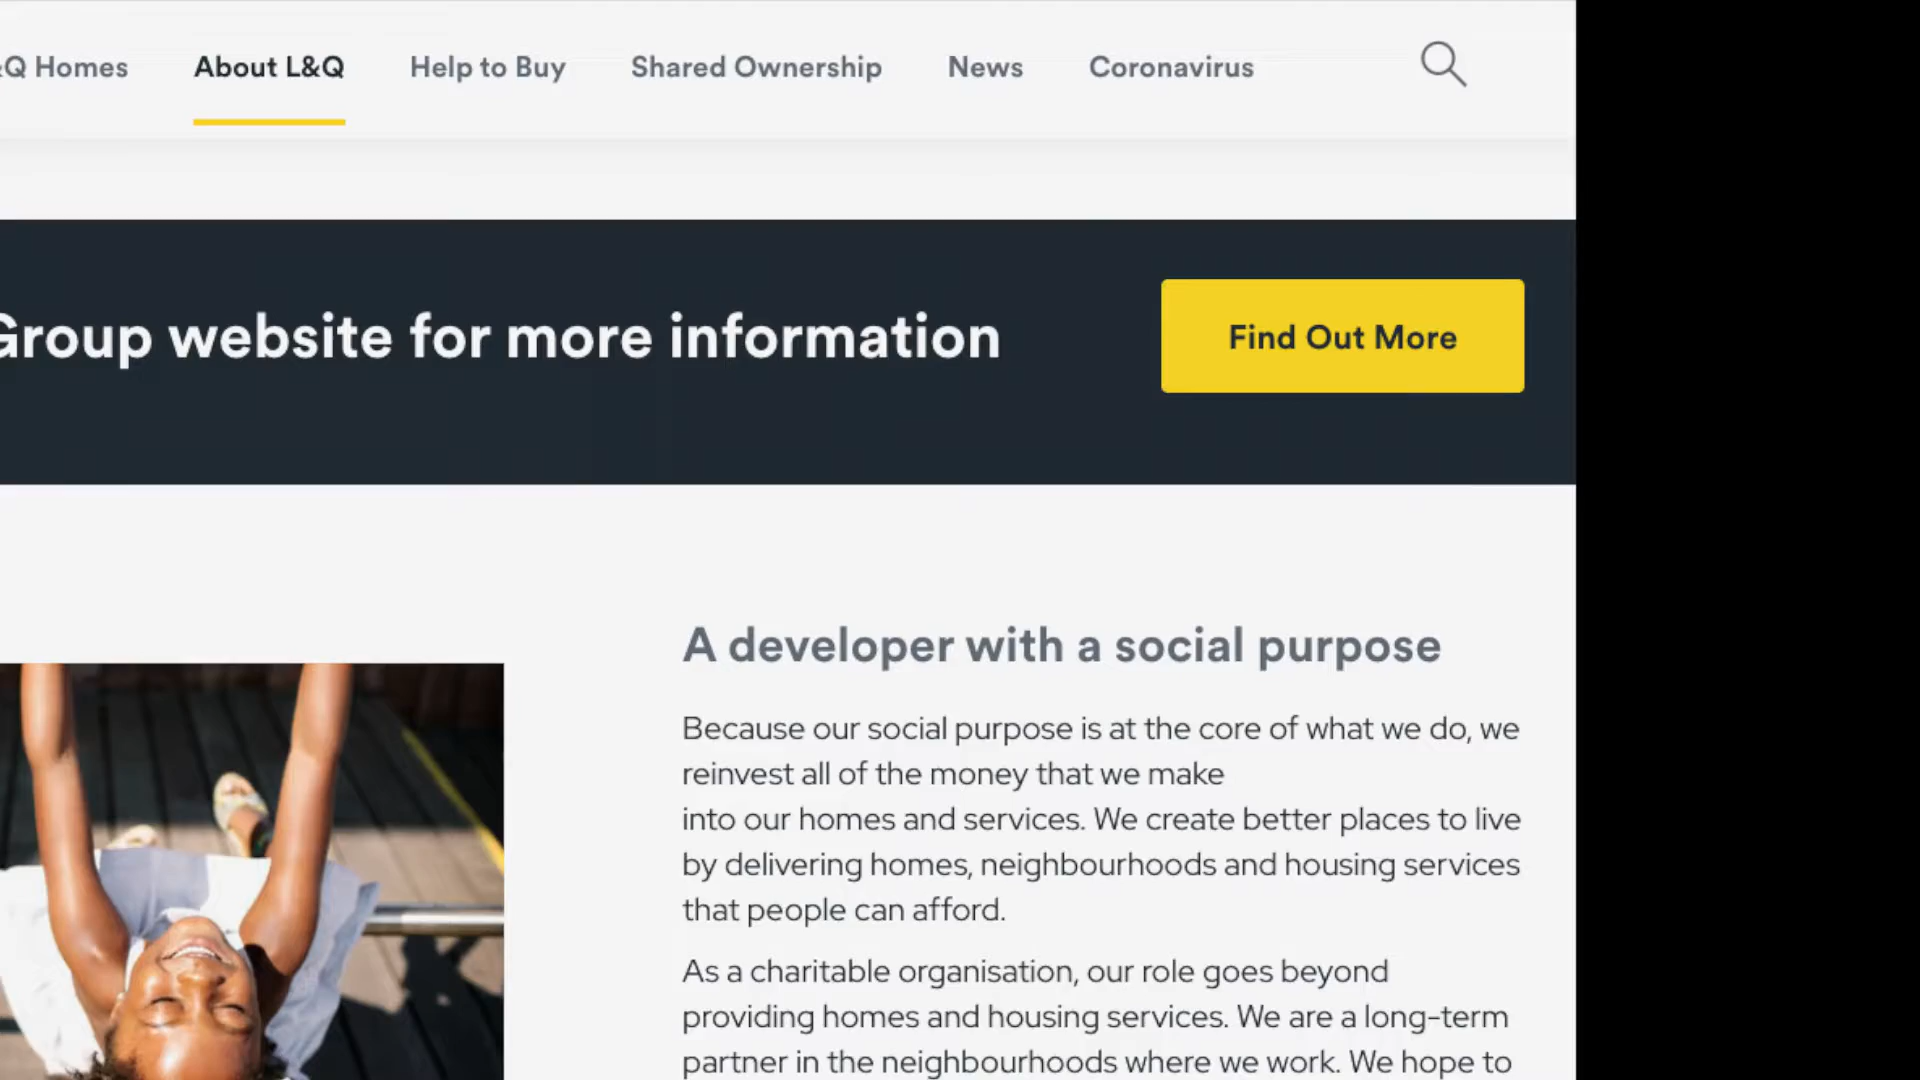 Q Homes
About L&Q
Help to Buy
Shared Ownership
News
Coronavirus
Group website for more information
Find Out More
A developer with a social purpose
Because our social purpose is at the core of what we do, we
reinvest all of the money that we make
into our homes and services. We create better places to live
by delivering homes, neighbourhoods and housing services
that people can afford.
As a charitable organisation, our role goes beyond
providing homes and housing services. We are a long-term
partner in the neighbourhoods where we work. We hope to